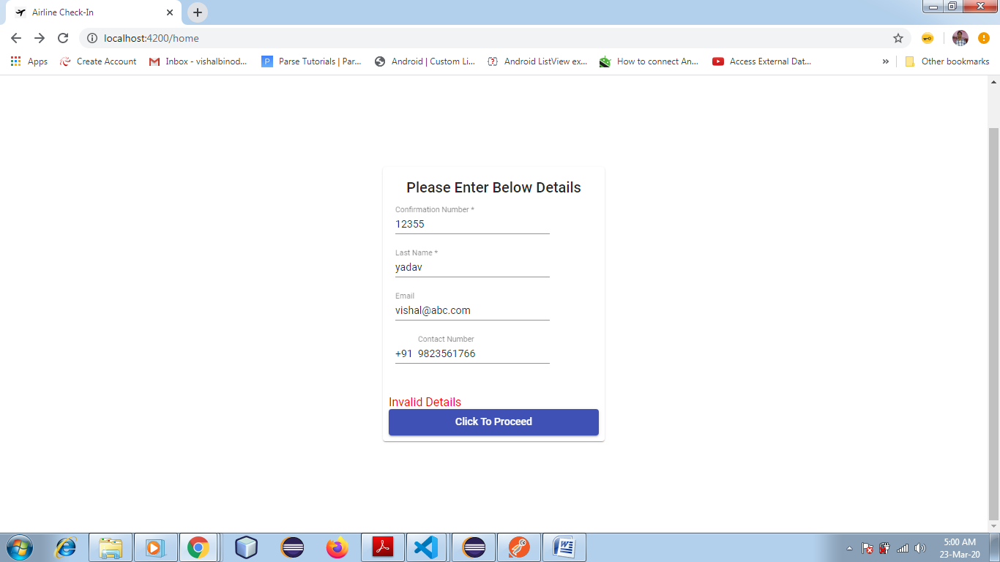 Airline Check-In
localhost:4200/home
Apps Create Account Inbox - vishalbinod... Parse Tutorials | Par... Android | Custom Li... Android ListView ex... How to connect An... Access External Dat... » Other bookmarks
Please Enter Below Details
Confirmation Number *
12355
Last Name *
yadav
Email
vishal@abc.com
Contact Number
+91 9823561766
Invalid Details
Click To Proceed
5:00 AM
23-Mar-20